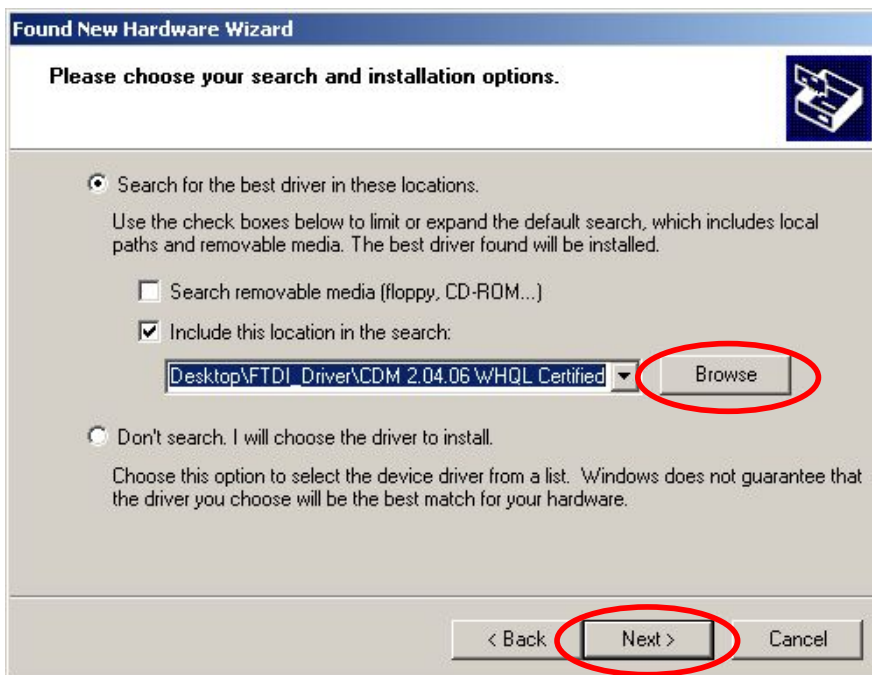 Found New Hardware Wizard
Please choose your search and installation options.
Search for the best driver in these locations.
Use the check boxes below to limit or expand the default search, which includes local
paths and removable media. The best driver found will be installed.
Search removable media (floppy, CD-ROM...)
Include this location in the search:
Desktop\FTDI_Driver\CDM 2.04.06 WHQL Certified
Browse
Don't search. I will choose the driver to install.
Choose this option to select the device driver from a list. Windows does not guarantee that
the driver you choose will be the best match for your hardware.
< Back Next > Cancel